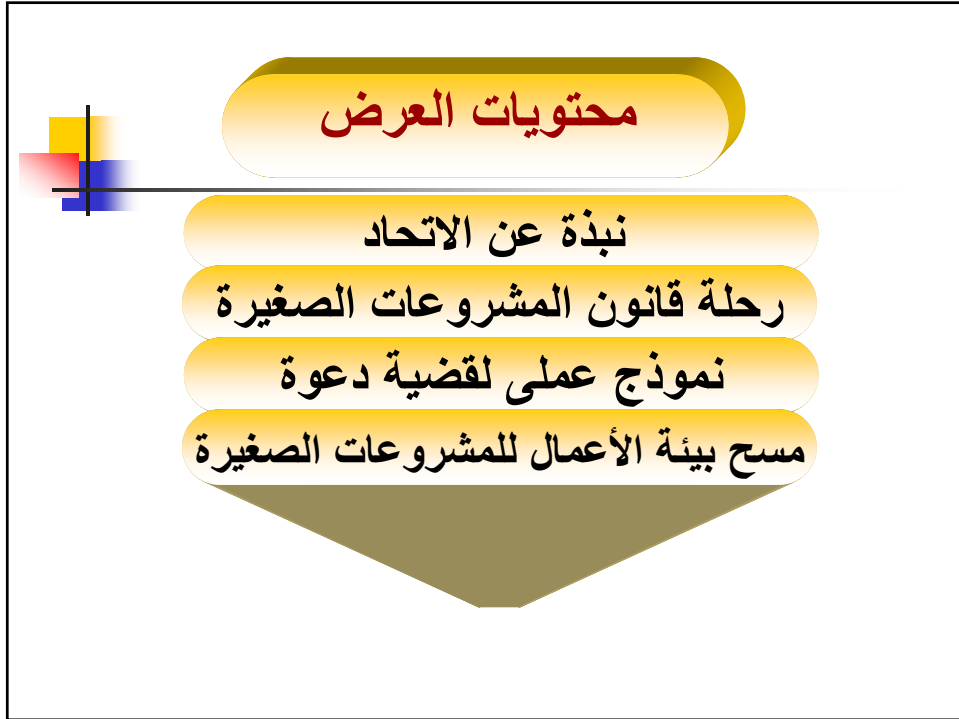 محتويات العرض
نبذة عن الاتحاد
رحلة قانون المشروعات الصغيرة
نموذج عملى لقضية دعوة
مسح بيئة الأعمال للمشروعات الصغيرة